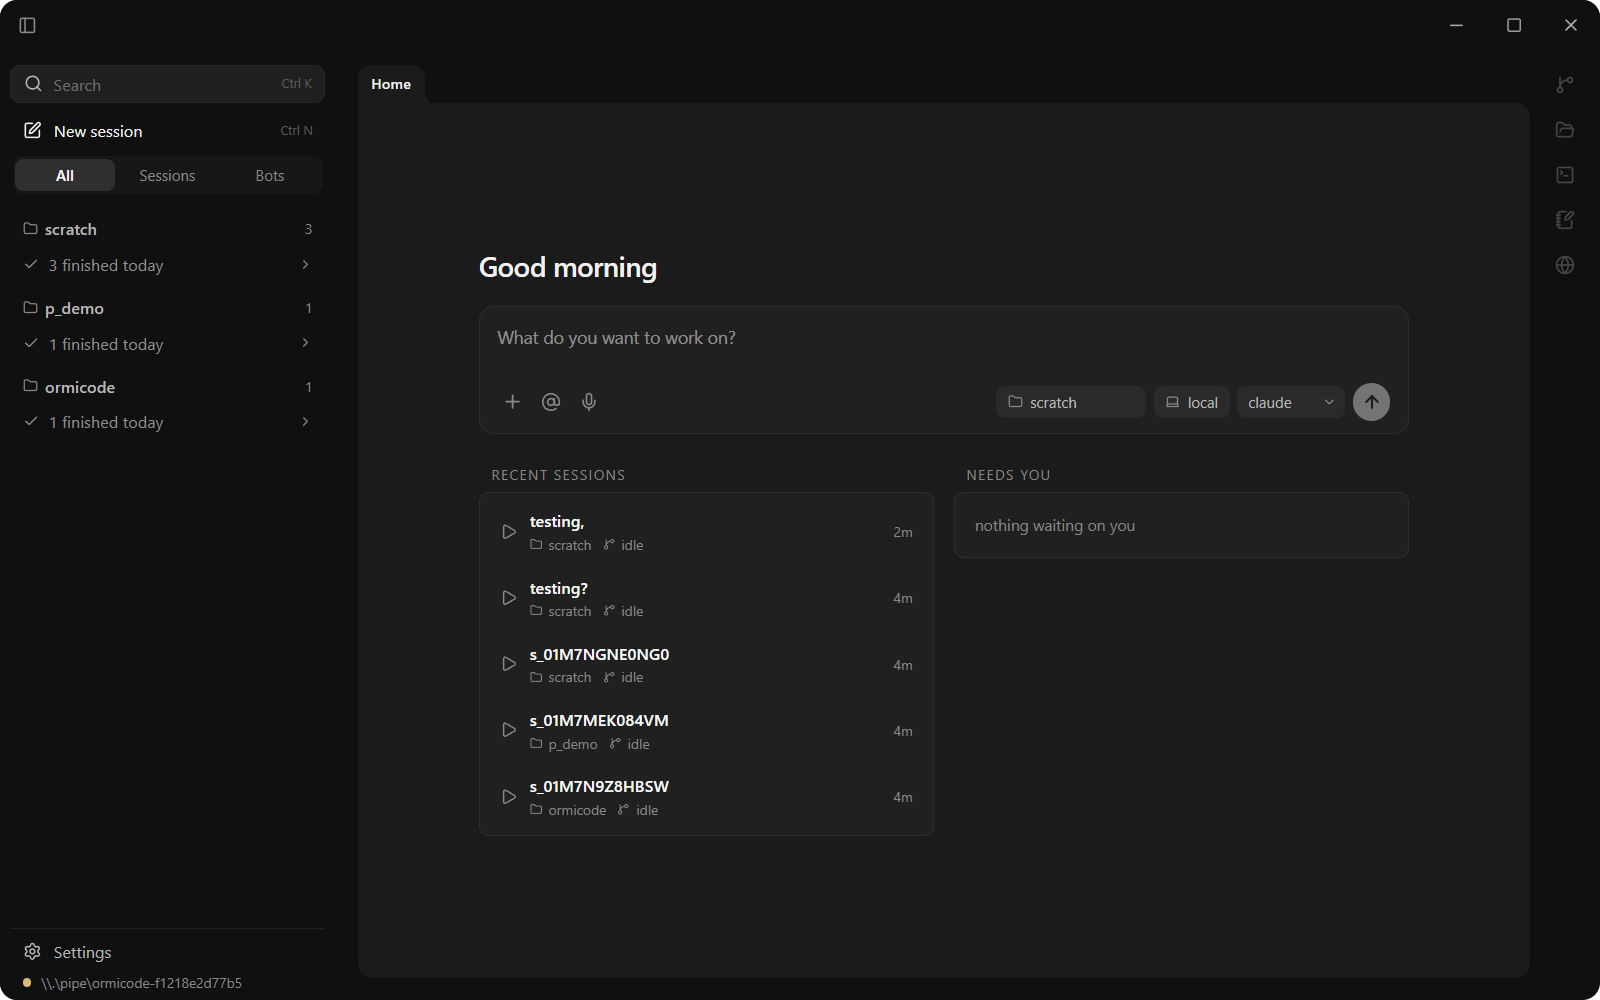 Search Ctrl K
New session Ctrl N
All Sessions Bots
scratch 3
3 finished today
p_demo 1
1 finished today
ormicode 1
1 finished today
Settings
\\.\pipe\ormicode-f1218e2d77b5
Home
Good morning
What do you want to work on?
scratch local claude
RECENT SESSIONS
testing, 2m
scratch idle
testing? 4m
scratch idle
s_01M7NGNE0NG0 4m
scratch idle
s_01M7MEK084VM 4m
p_demo idle
s_01M7N9Z8HBSW 4m
ormicode idle
NEEDS YOU
nothing waiting on you